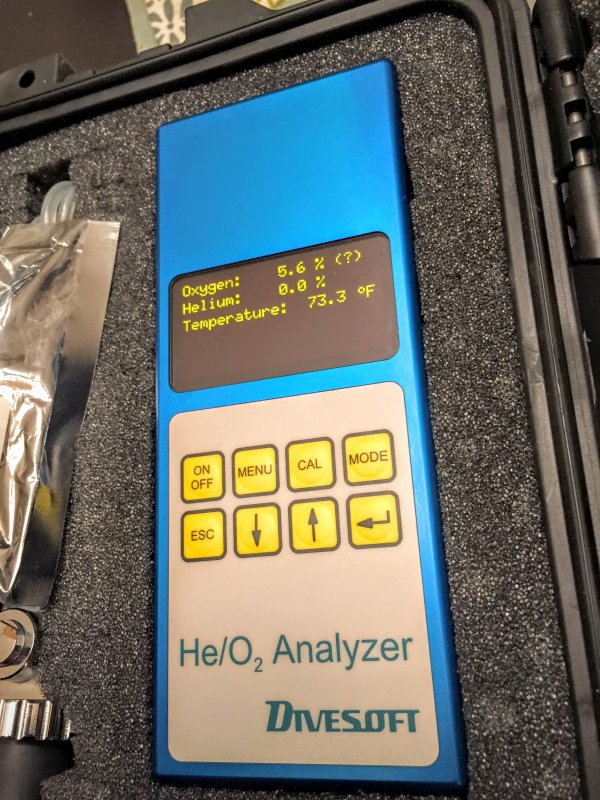 Oxygen: 5.6 % (?)
Helium: 0.0 %
Temperature: 73.3 °F
ON OFF MENU CAL MODE
ESC ↓ ↑ ↵
He/O₂ Analyzer
DIVESOFT